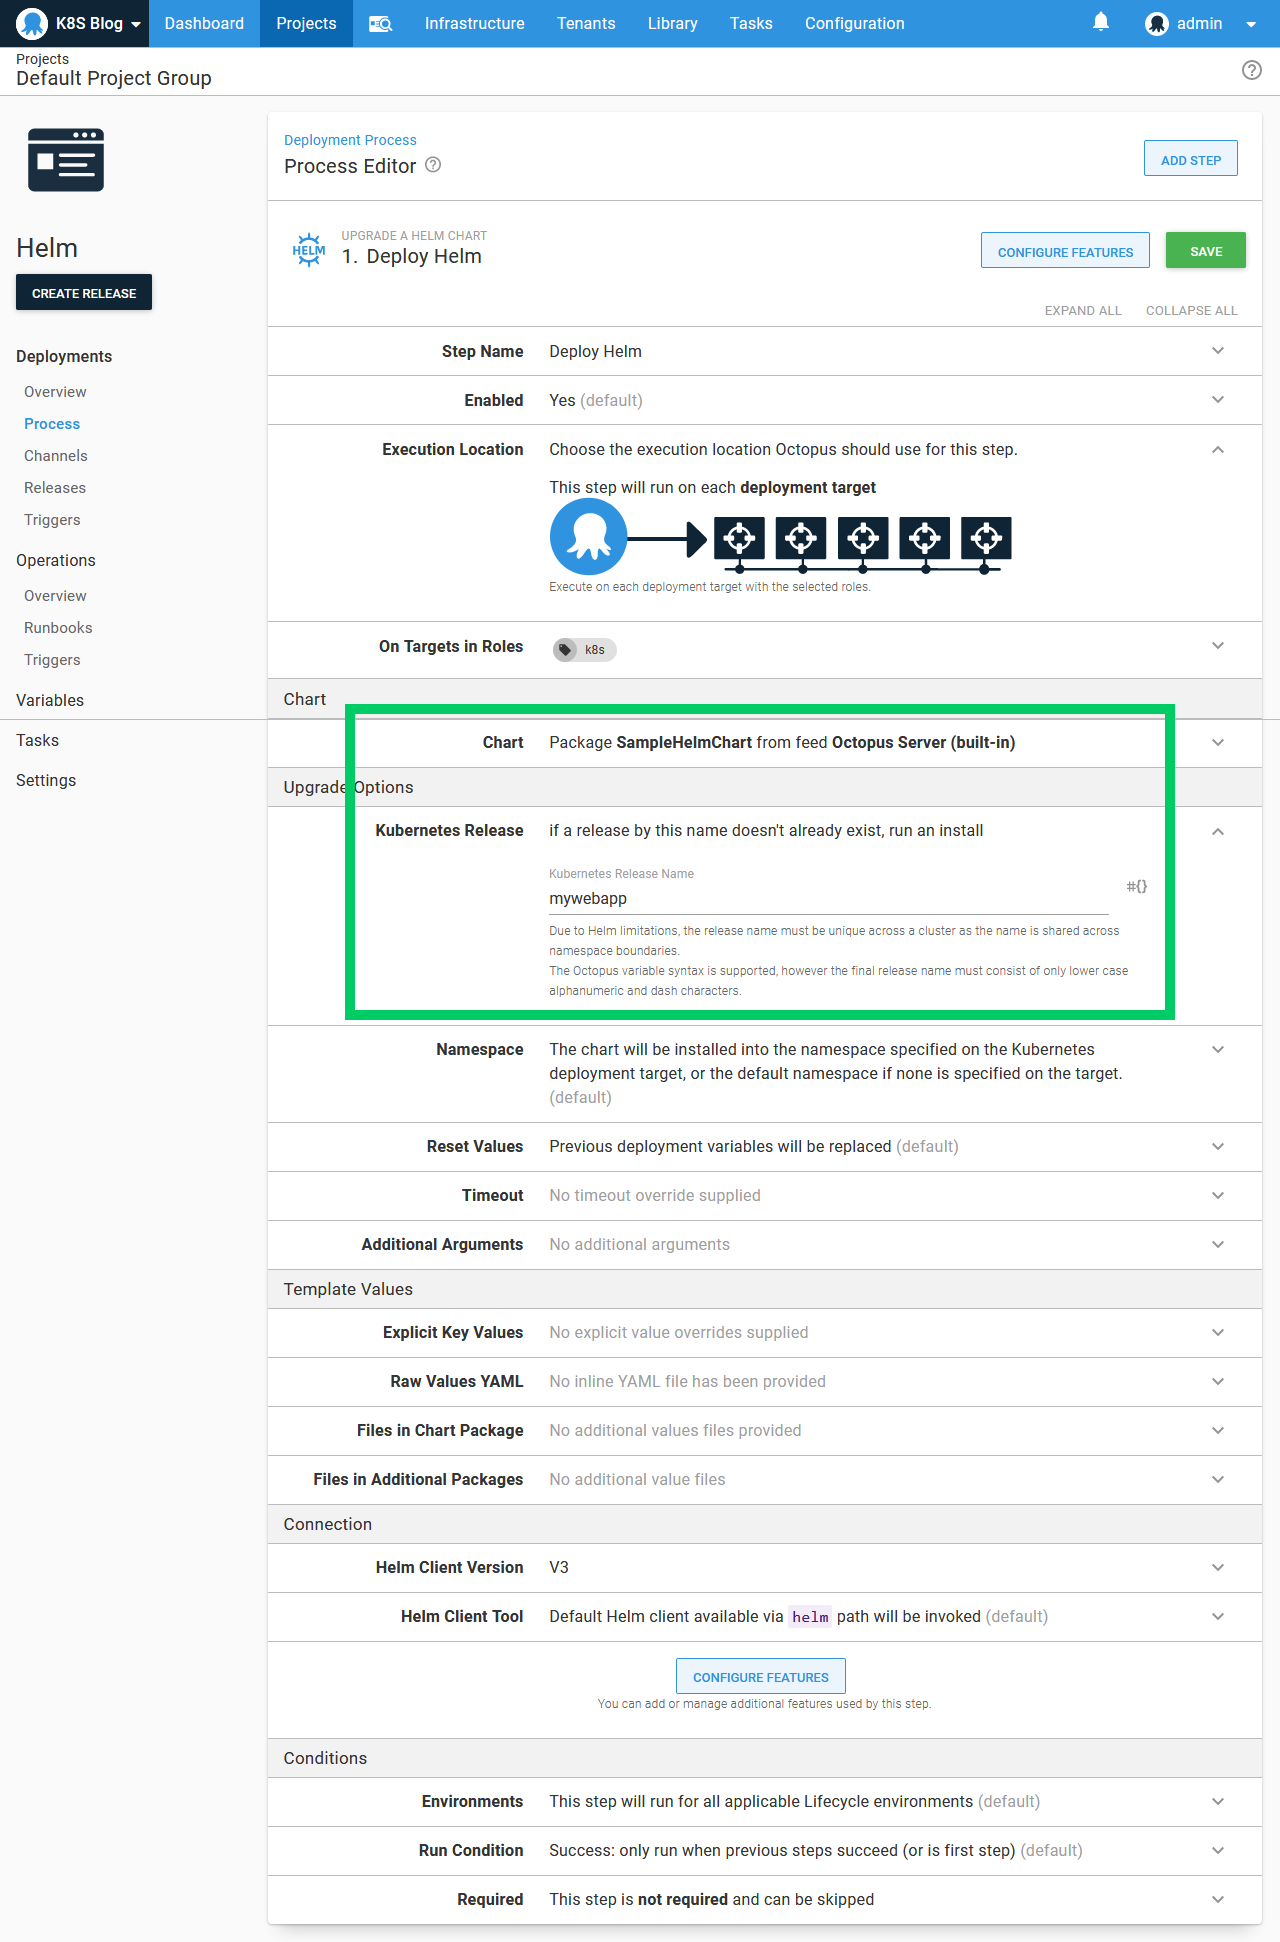 K8S Blog
Dashboard
Projects
Infrastructure
Tenants
Library
Tasks
Configuration
admin
Projects
Default Project Group
Helm
CREATE RELEASE
Deployments
Overview
Process
Channels
Releases
Triggers
Operations
Overview
Runbooks
Triggers
Variables
Tasks
Settings
Deployment Process
Process Editor
ADD STEP
HELM
UPGRADE A HELM CHART
1. Deploy Helm
CONFIGURE FEATURES
SAVE
EXPAND ALL
COLLAPSE ALL
Step Name
Deploy Helm
Enabled
Yes (default)
Execution Location
Choose the execution location Octopus should use for this step.
This step will run on each deployment target
Execute on each deployment target with the selected roles.
On Targets in Roles
k8s
Chart
Chart
Package SampleHelmChart from feed Octopus Server (built-in)
Upgrade Options
Kubernetes Release
if a release by this name doesn't already exist, run an install
Kubernetes Release Name
mywebapp
#{}
Due to Helm limitations, the release name must be unique across a cluster as the name is shared across
namespace boundaries.
The Octopus variable syntax is supported, however the final release name must consist of only lower case
alphanumeric and dash characters.
Namespace
The chart will be installed into the namespace specified on the Kubernetes
deployment target, or the default namespace if none is specified on the target.
(default)
Reset Values
Previous deployment variables will be replaced (default)
Timeout
No timeout override supplied
Additional Arguments
No additional arguments
Template Values
Explicit Key Values
No explicit value overrides supplied
Raw Values YAML
No inline YAML file has been provided
Files in Chart Package
No additional values files provided
Files in Additional Packages
No additional value files
Connection
Helm Client Version
V3
Helm Client Tool
Default Helm client available via helm path will be invoked (default)
CONFIGURE FEATURES
You can add or manage additional features used by this step.
Conditions
Environments
This step will run for all applicable Lifecycle environments (default)
Run Condition
Success: only run when previous steps succeed (or is first step) (default)
Required
This step is not required and can be skipped